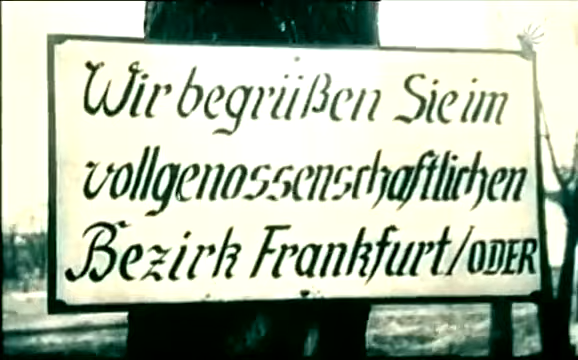 Wir begrüßen Sie im
vollgenossenschaftlichen
Bezirk Frankfurt/ODER